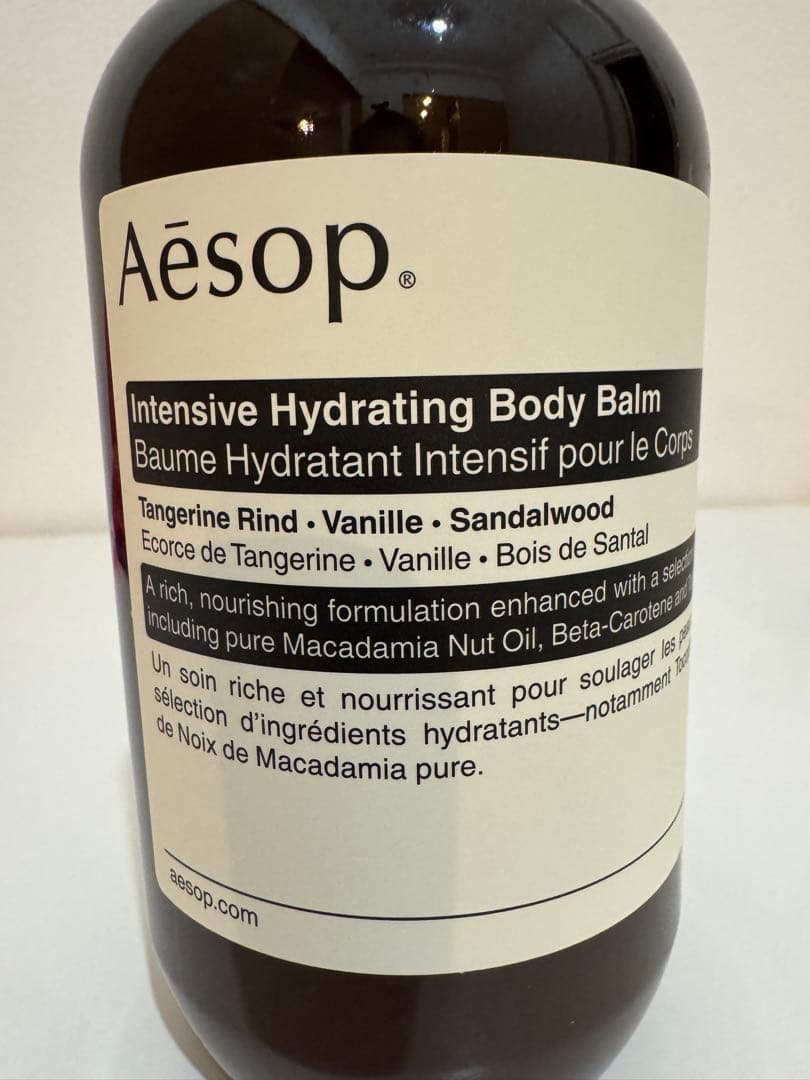 Aēsop®
Intensive Hydrating Body Balm
Baume Hydratant Intensif pour le Corps
Tangerine Rind • Vanille • Sandalwood
Ecorce de Tangerine • Vanille • Bois de Santal
A rich, nourishing formulation enhanced with a
including pure Macadamia Nut Oil, Beta-Carotene and
Un soin riche et nourrissant pour soulager les
sélection d'ingrédients hydratants—notamment
de Noix de Macadamia pure.
aesop.com